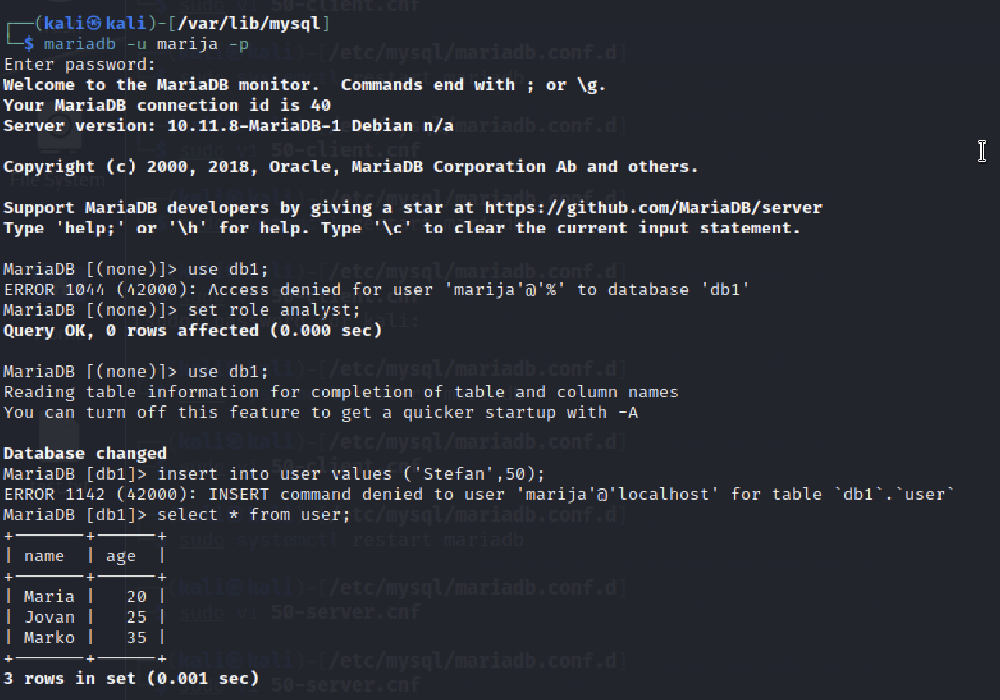 ┌──(kali㉿kali)-[/var/lib/mysql]
└─$ mariadb -u marija -p
Enter password:
Welcome to the MariaDB monitor.  Commands end with ; or \g.
Your MariaDB connection id is 40
Server version: 10.11.8-MariaDB-1 Debian n/a

Copyright (c) 2000, 2018, Oracle, MariaDB Corporation Ab and others.

Support MariaDB developers by giving a star at https://github.com/MariaDB/server
Type 'help;' or '\h' for help. Type '\c' to clear the current input statement.

MariaDB [(none)]> use db1;
ERROR 1044 (42000): Access denied for user 'marija'@'%' to database 'db1'
MariaDB [(none)]> set role analyst;
Query OK, 0 rows affected (0.000 sec)

MariaDB [(none)]> use db1;
Reading table information for completion of table and column names
You can turn off this feature to get a quicker startup with -A

Database changed
MariaDB [db1]> insert into user values ('Stefan',50);
ERROR 1142 (42000): INSERT command denied to user 'marija'@'localhost' for table `db1`.`user`
MariaDB [db1]> select * from user;
+-------+------+
| name  | age  |
+-------+------+
| Maria |   20 |
| Jovan |   25 |
| Marko |   35 |
+-------+------+
3 rows in set (0.001 sec)